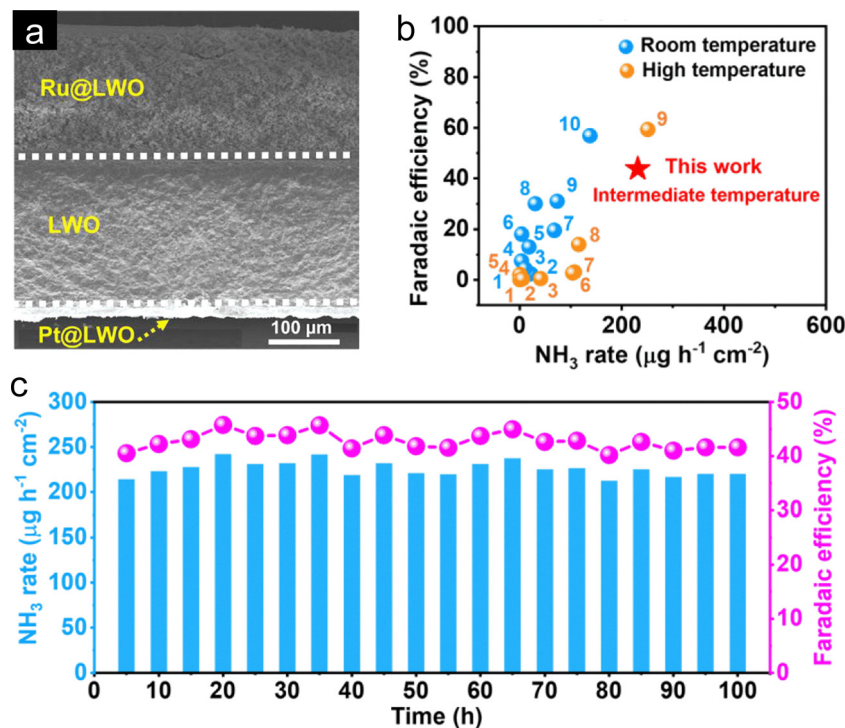 a
Ru@LWO
LWO
Pt@LWO
100 µm
b
Faradaic efficiency (%)
100
80
60
40
20
0
Room temperature
High temperature
10
9
This work
Intermediate temperature
8
9
6
5
7
8
4
3
5
4
2
7
1
1
2
3
6
0
200
400
600
NH₃ rate (µg h⁻¹ cm⁻²)
c
NH₃ rate (µg h⁻¹ cm⁻²)
300
250
200
150
100
50
0
50
40
30
20
10
0
Faradaic efficiency (%)
0 10 20 30 40 50 60 70 80 90 100
Time (h)